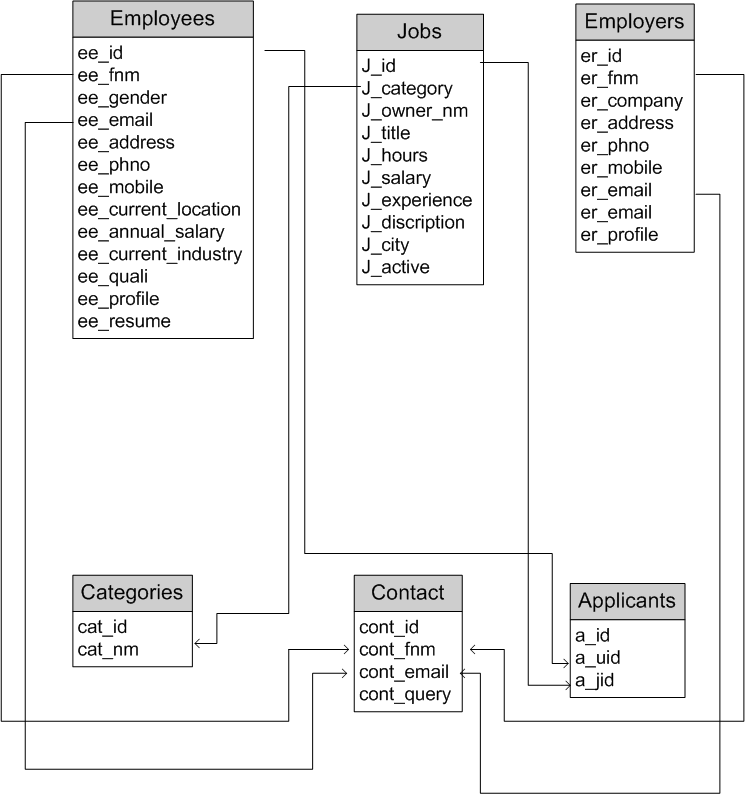 Employees
ee_id
ee_fnm
ee_gender
ee_email
ee_address
ee_phno
ee_mobile
ee_current_location
ee_annual_salary
ee_current_industry
ee_quali
ee_profile
ee_resume
Jobs
J_id
J_category
J_owner_nm
J_title
J_hours
J_salary
J_experience
J_discription
J_city
J_active
Employers
er_id
er_fnm
er_company
er_address
er_phno
er_mobile
er_email
er_email
er_profile
Categories
cat_id
cat_nm
Contact
cont_id
cont_fnm
cont_email
cont_query
Applicants
a_id
a_uid
a_jid